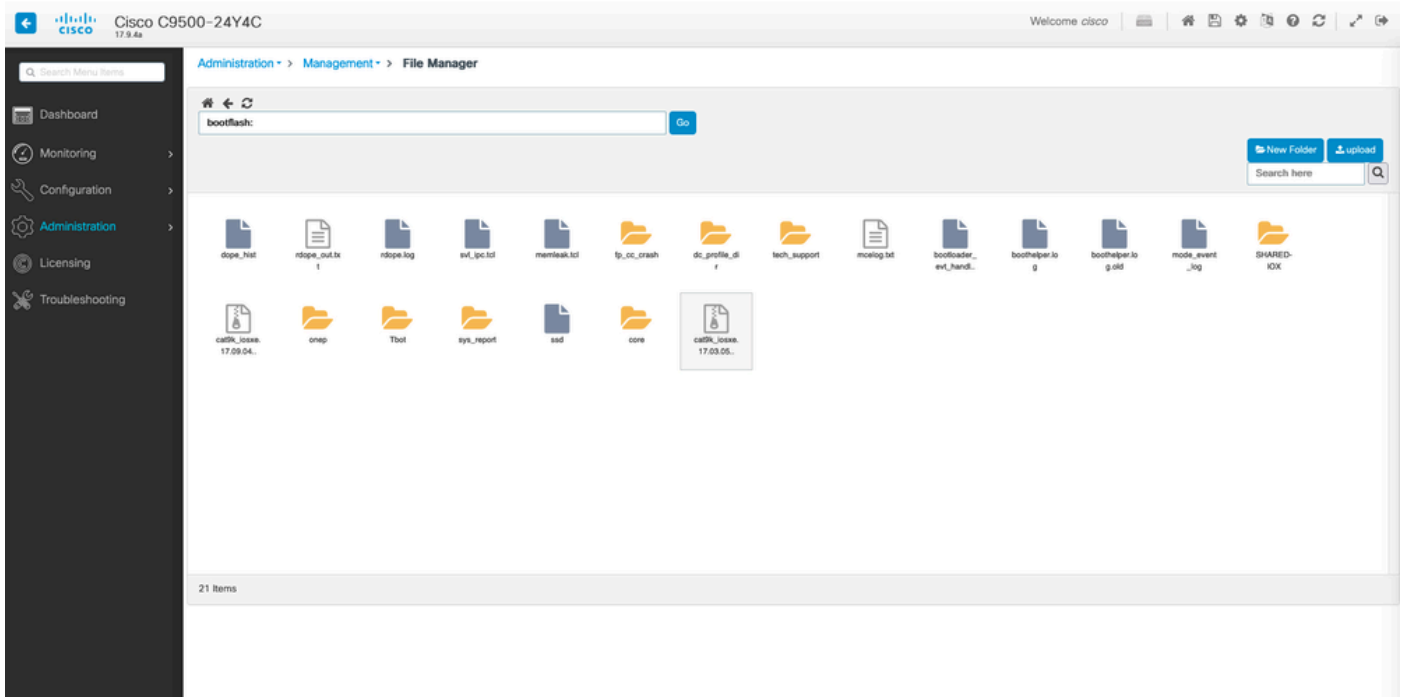 CISCO
Cisco C9500-24Y4C
17.9.4a
Welcome cisco
Search Menu Items
Dashboard
Monitoring
Configuration
Administration
Licensing
Troubleshooting
Administration > Management > File Manager
bootflash:
Go
New Folder
upload
Search here
dope_hist
rdope_out.tx
t
rdope.log
svl_ipc.tcl
memleak.tcl
fp_cc_crash
dc_profile_di
r
tech_support
mcelog.txt
bootloader_
evt_handl..
boothelper.lo
g
boothelper.lo
g.old
mode_event
_log
SHARED-
IOX
cat9k_iosxe.
17.09.04..
onep
Tbot
sys_report
ssd
core
cat9k_iosxe.
17.03.05..
21 Items